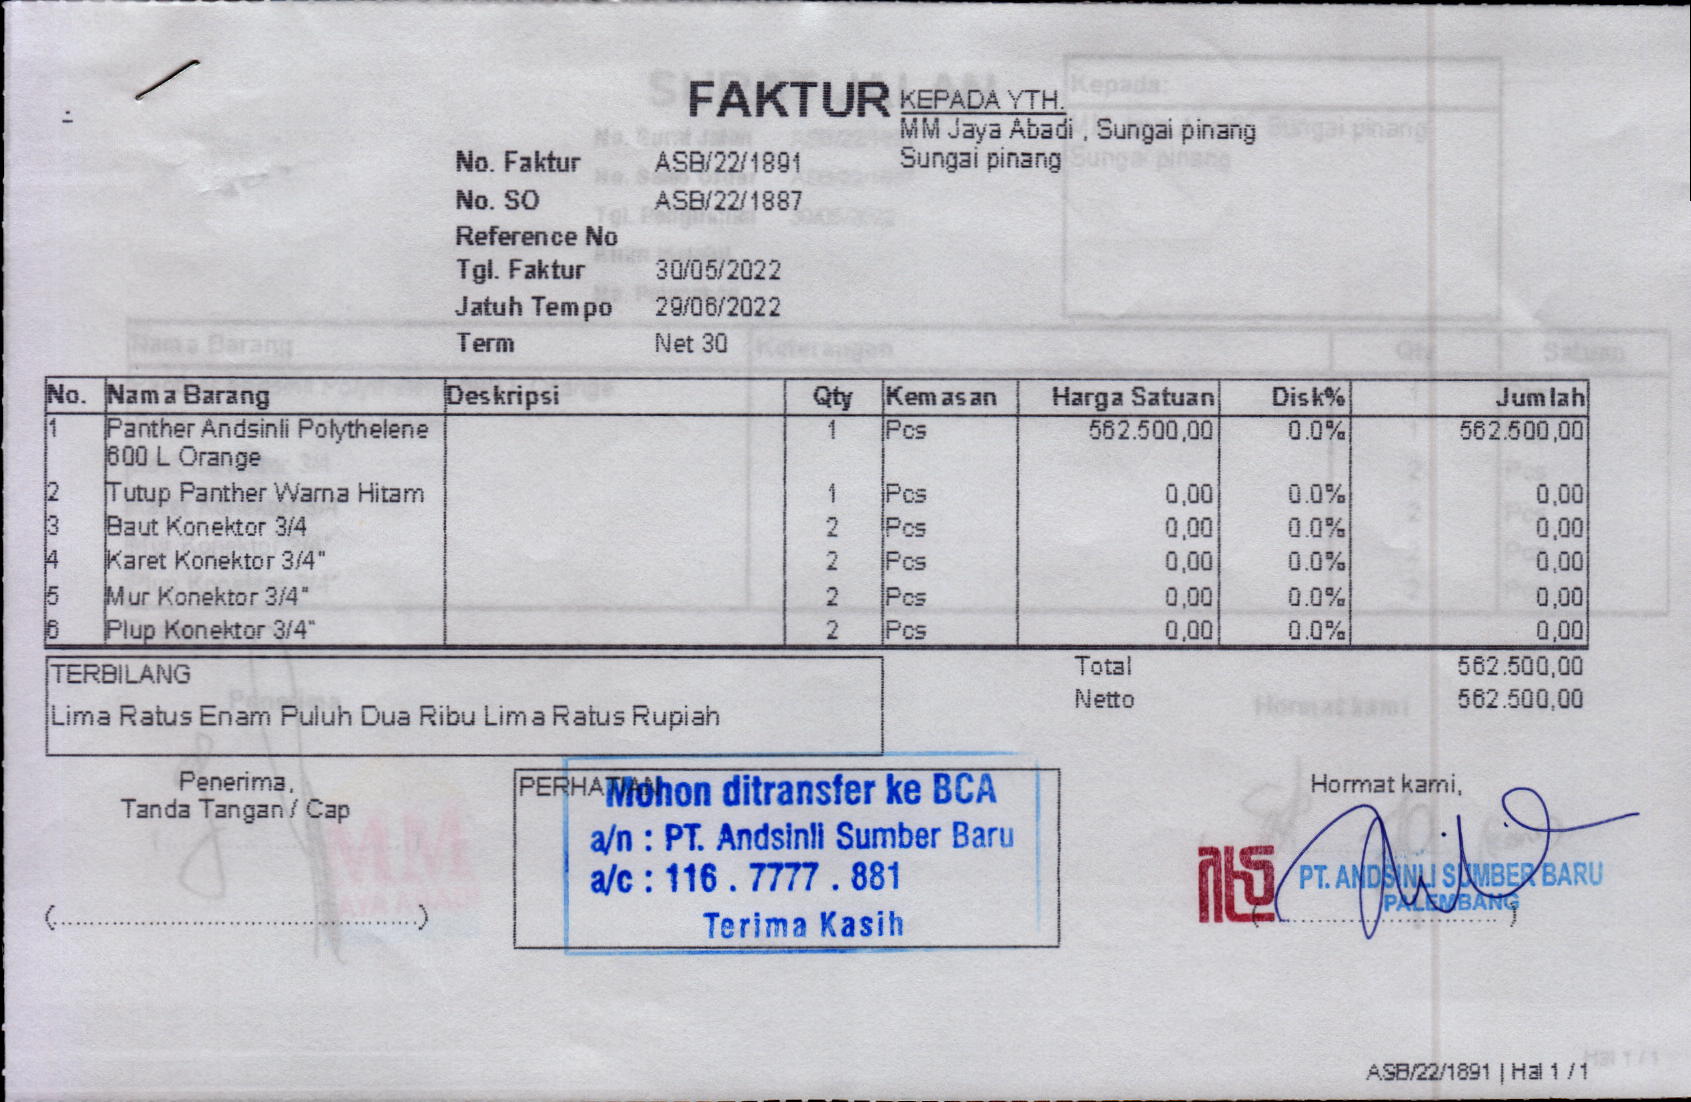 FAKTUR
KEPADA YTH.
MM Jaya Abadi , Sungai pinang
Sungai pinang
No. Faktur ASB/22/1891
No. SO ASB/22/1887
Reference No
Tgl. Faktur 30/05/2022
Jatuh Tempo 29/06/2022
Term Net 30
No. Nama Barang Deskripsi Qty Kemasan Harga Satuan Disk% Jumlah
1 Panther Andsinli Polythelene 1 Pcs 562.500,00 0.0% 562.500,00
600 L Orange
2 Tutup Panther Warna Hitam 1 Pcs 0,00 0.0% 0,00
3 Baut Konektor 3/4 2 Pcs 0,00 0.0% 0,00
4 Karet Konektor 3/4" 2 Pcs 0,00 0.0% 0,00
5 Mur Konektor 3/4" 2 Pcs 0,00 0.0% 0,00
6 Plup Konektor 3/4" 2 Pcs 0,00 0.0% 0,00
Total 562.500,00
Netto 562.500,00
TERBILANG
Lima Ratus Enam Puluh Dua Ribu Lima Ratus Rupiah
Penerima,
Tanda Tangan / Cap
(....................................................)
PERHATIAN
Mohon ditransfer ke BCA
a/n : PT. Andsinli Sumber Baru
a/c : 116 . 7777 . 881
Terima Kasih
Hormat kami,
PT. ANDSINLI SUMBER BARU
PALEMBANG
ASB/22/1891 | Hal 1 / 1